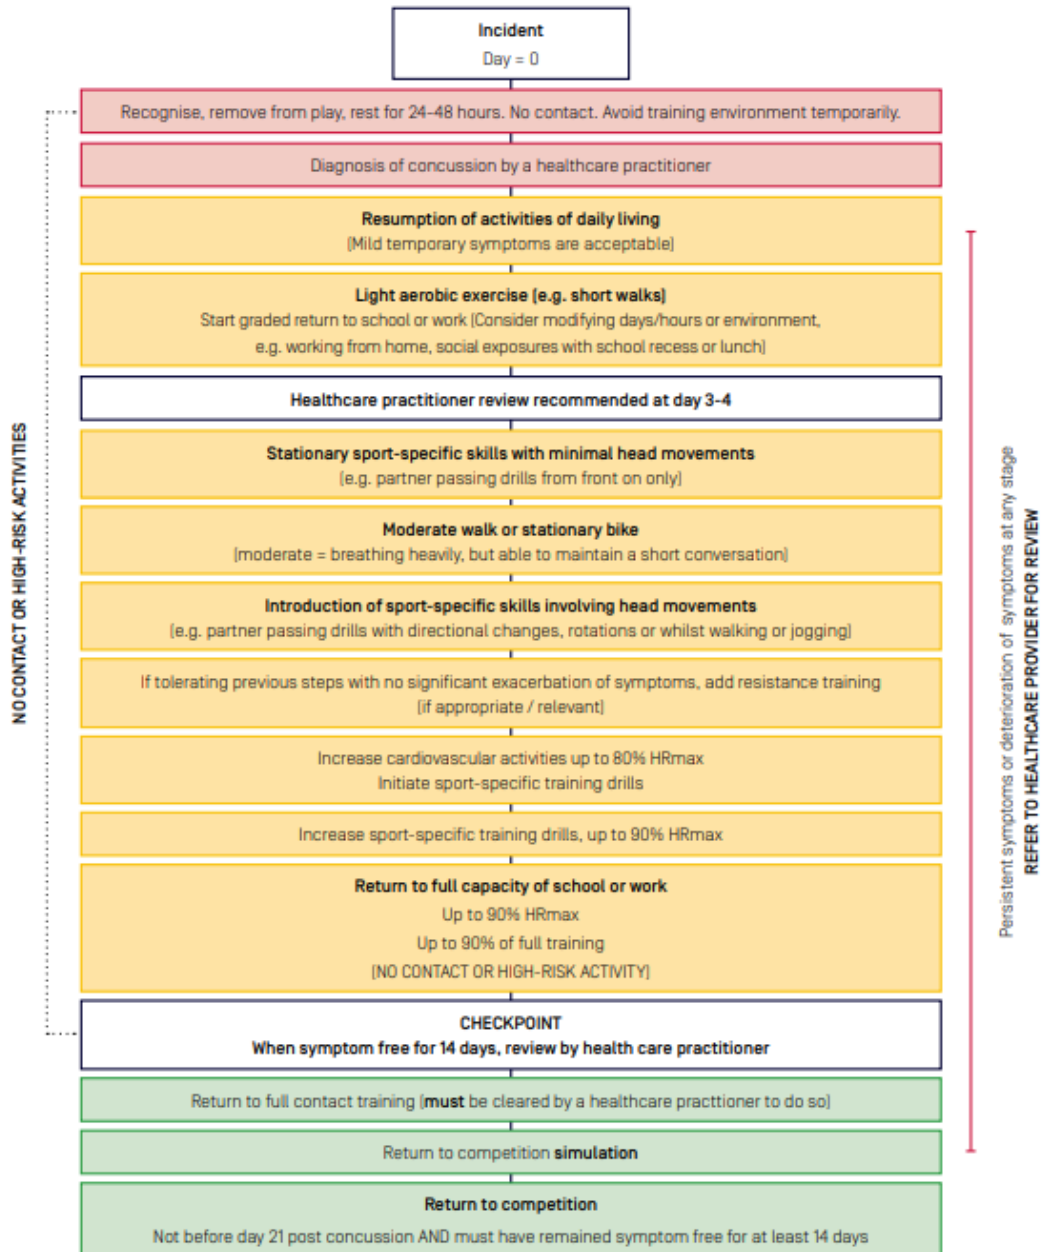 Incident
Day = 0
Recognise, remove from play, rest for 24-48 hours. No contact. Avoid training environment temporarily.
Diagnosis of concussion by a healthcare practitioner
Resumption of activities of daily living
(Mild temporary symptoms are acceptable)
Light aerobic exercise (e.g. short walks)
Start graded return to school or work (Consider modifying days/hours or environment,
e.g. working from home, social exposures with school recess or lunch)
Healthcare practitioner review recommended at day 3-4
Stationary sport-specific skills with minimal head movements
(e.g. partner passing drills from front on only)
Moderate walk or stationary bike
(moderate = breathing heavily, but able to maintain a short conversation)
Introduction of sport-specific skills involving head movements
(e.g. partner passing drills with directional changes, rotations or whilst walking or jogging)
If tolerating previous steps with no significant exacerbation of symptoms, add resistance training
(if appropriate / relevant)
Increase cardiovascular activities up to 80% HRmax
Initiate sport-specific training drills
Increase sport-specific training drills, up to 90% HRmax
Return to full capacity of school or work
Up to 90% HRmax
Up to 90% of full training
(NO CONTACT OR HIGH-RISK ACTIVITY)
CHECKPOINT
When symptom free for 14 days, review by health care practitioner
Return to full contact training (must be cleared by a healthcare practtioner to do so)
Return to competition simulation
Return to competition
Not before day 21 post concussion AND must have remained symptom free for at least 14 days
NO CONTACT OR HIGH-RISK ACTIVITIES
Persistent symptoms or deterioration of symptoms at any stage
REFER TO HEALTHCARE PROVIDER FOR REVIEW